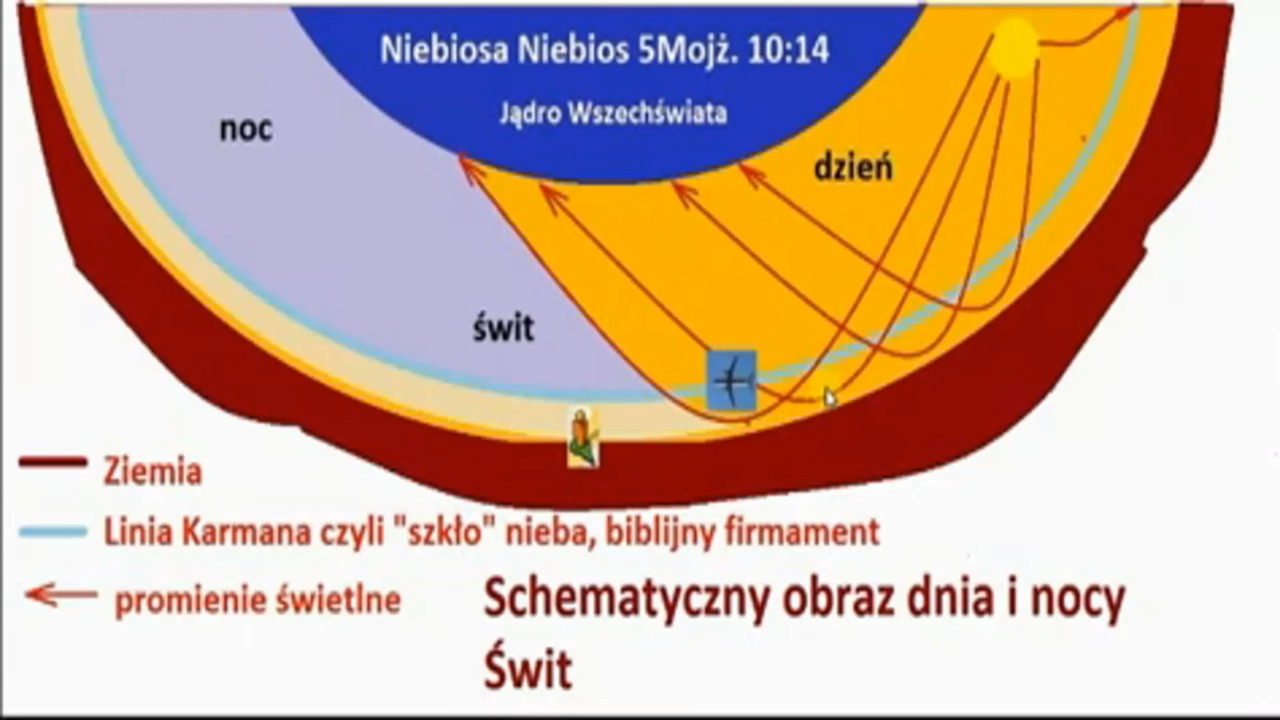 Niebiosa Niebios 5Mojż. 10:14
Jądro Wszechświata
noc
dzień
świt
Ziemia
Linia Karmana czyli "szkło" nieba, biblijny firmament
promienie świetlne
Schematyczny obraz dnia i nocy
Świt